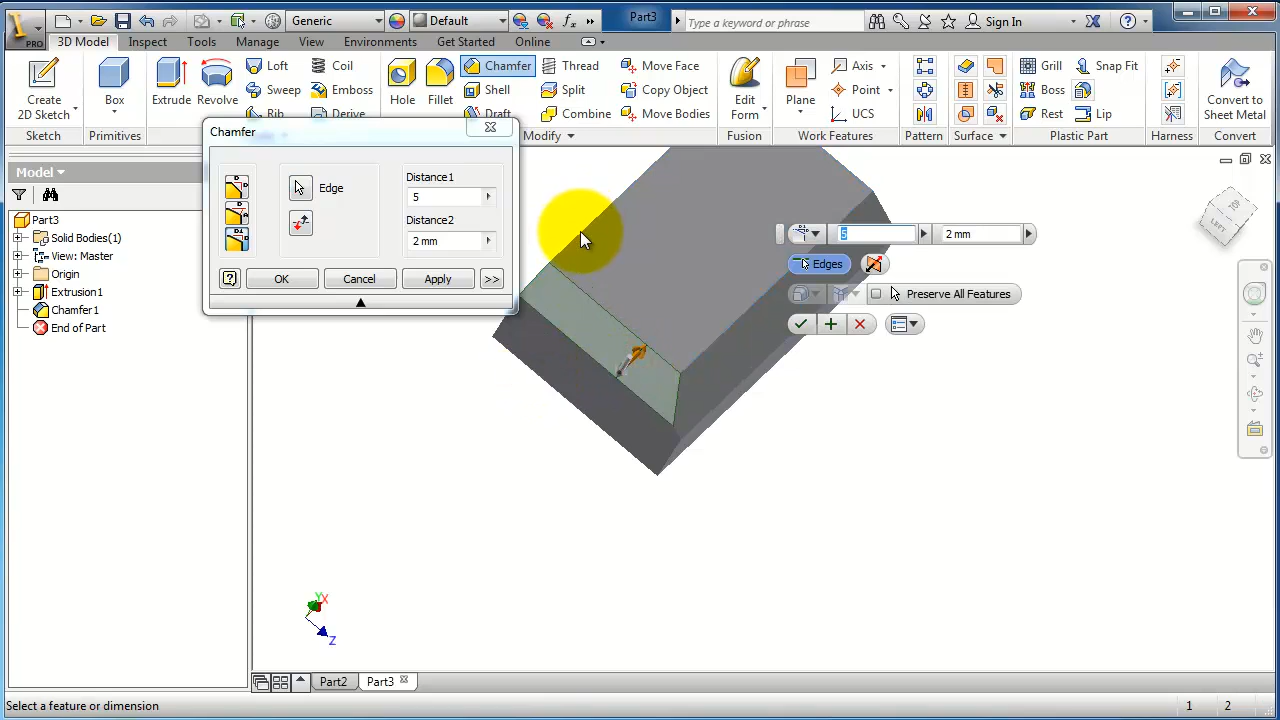 Generic
Default
Part3
Type a keyword or phrase
Sign In
PRO
3D Model
Inspect
Tools
Manage
View
Environments
Get Started
Online
Create
2D Sketch
Box
Extrude
Revolve
Loft
Sweep
Rib
Coil
Emboss
Derive
Hole
Fillet
Chamfer
Shell
Draft
Thread
Split
Combine
Move Face
Copy Object
Move Bodies
Edit
Form
Plane
Axis
Point
UCS
Grill
Boss
Rest
Snap Fit
Lip
Convert to
Sheet Metal
Sketch
Primitives
Modify
Fusion
Work Features
Pattern
Surface
Plastic Part
Harness
Convert
Model
Part3
Solid Bodies(1)
View: Master
Origin
Extrusion1
Chamfer1
End of Part
Chamfer
Edge
Distance1
5
Distance2
2 mm
OK
Cancel
Apply
>>
5
2 mm
Edges
Preserve All Features
Y
X
Z
Part2
Part3
Select a feature or dimension
1
2